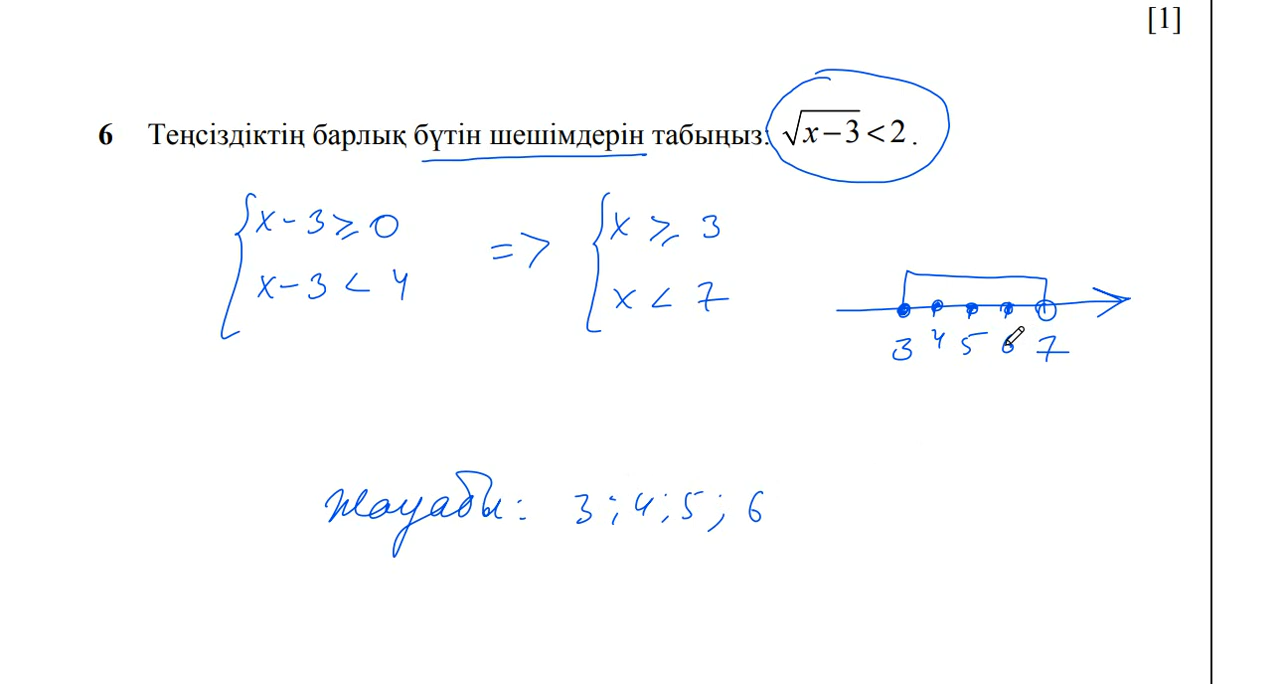 [1]
6 Теңсіздіктің барлық бүтін шешімдерін табыңыз: √x−3 < 2.
x - 3 ≥ 0 => x ≥ 3
x - 3 < 4 x < 7
3 4 5 6 7
Жауабы: 3; 4; 5; 6